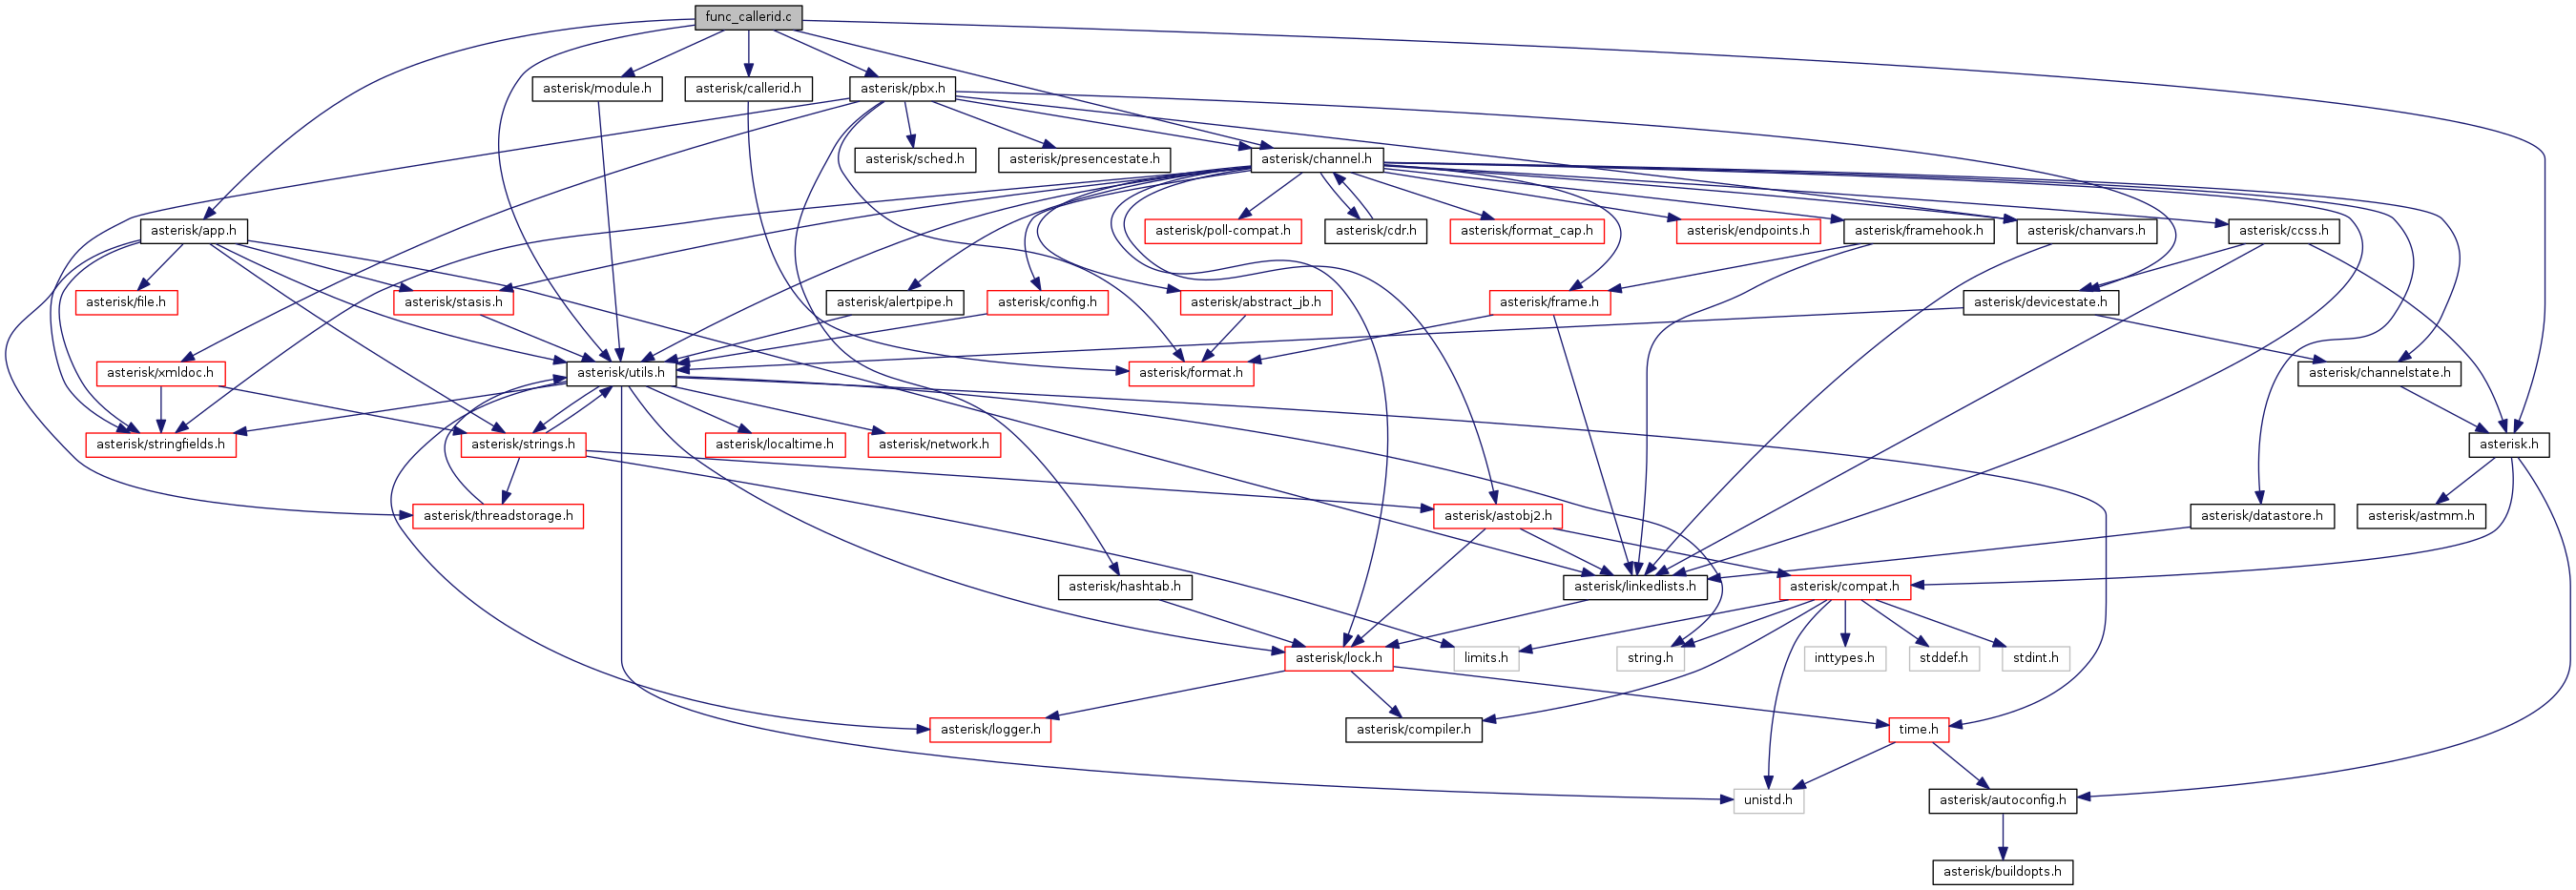 func_callerid.c
asterisk/module.h
asterisk/callerid.h
asterisk/pbx.h
asterisk/sched.h
asterisk/presencestate.h
asterisk/channel.h
asterisk/app.h
asterisk/poll-compat.h
asterisk/cdr.h
asterisk/format_cap.h
asterisk/endpoints.h
asterisk/framehook.h
asterisk/chanvars.h
asterisk/ccss.h
asterisk/file.h
asterisk/stasis.h
asterisk/alertpipe.h
asterisk/config.h
asterisk/abstract_jb.h
asterisk/frame.h
asterisk/devicestate.h
asterisk/xmldoc.h
asterisk/utils.h
asterisk/format.h
asterisk/channelstate.h
asterisk/stringfields.h
asterisk/strings.h
asterisk/localtime.h
asterisk/network.h
asterisk.h
asterisk/threadstorage.h
asterisk/astobj2.h
asterisk/datastore.h
asterisk/astmm.h
asterisk/hashtab.h
asterisk/linkedlists.h
asterisk/compat.h
asterisk/lock.h
limits.h
string.h
inttypes.h
stddef.h
stdint.h
asterisk/logger.h
asterisk/compiler.h
time.h
unistd.h
asterisk/autoconfig.h
asterisk/buildopts.h